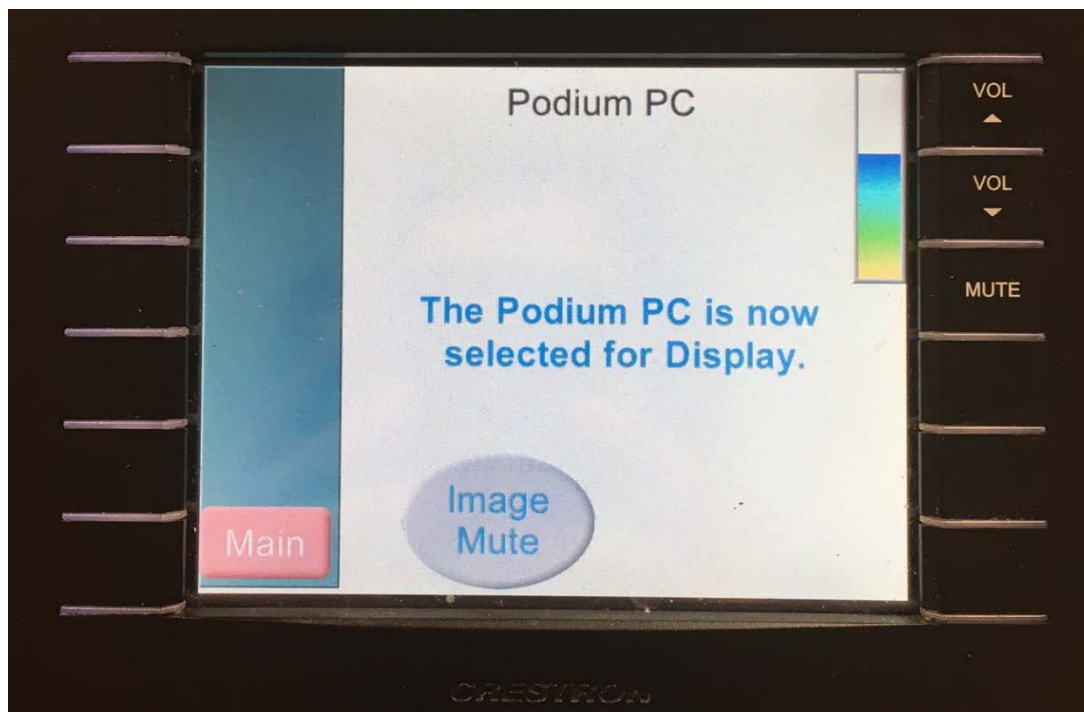 Podium PC
VOL
VOL
MUTE
The Podium PC is now
selected for Display.
Image
Mute
Main
CRESTRON